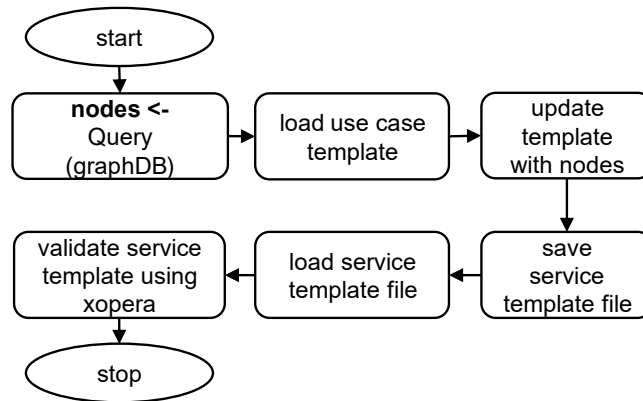 start
nodes <-
Query
(graphDB)
load use case
template
update
template
with nodes
save
service
template file
load service
template file
validate service
template using
xopera
stop